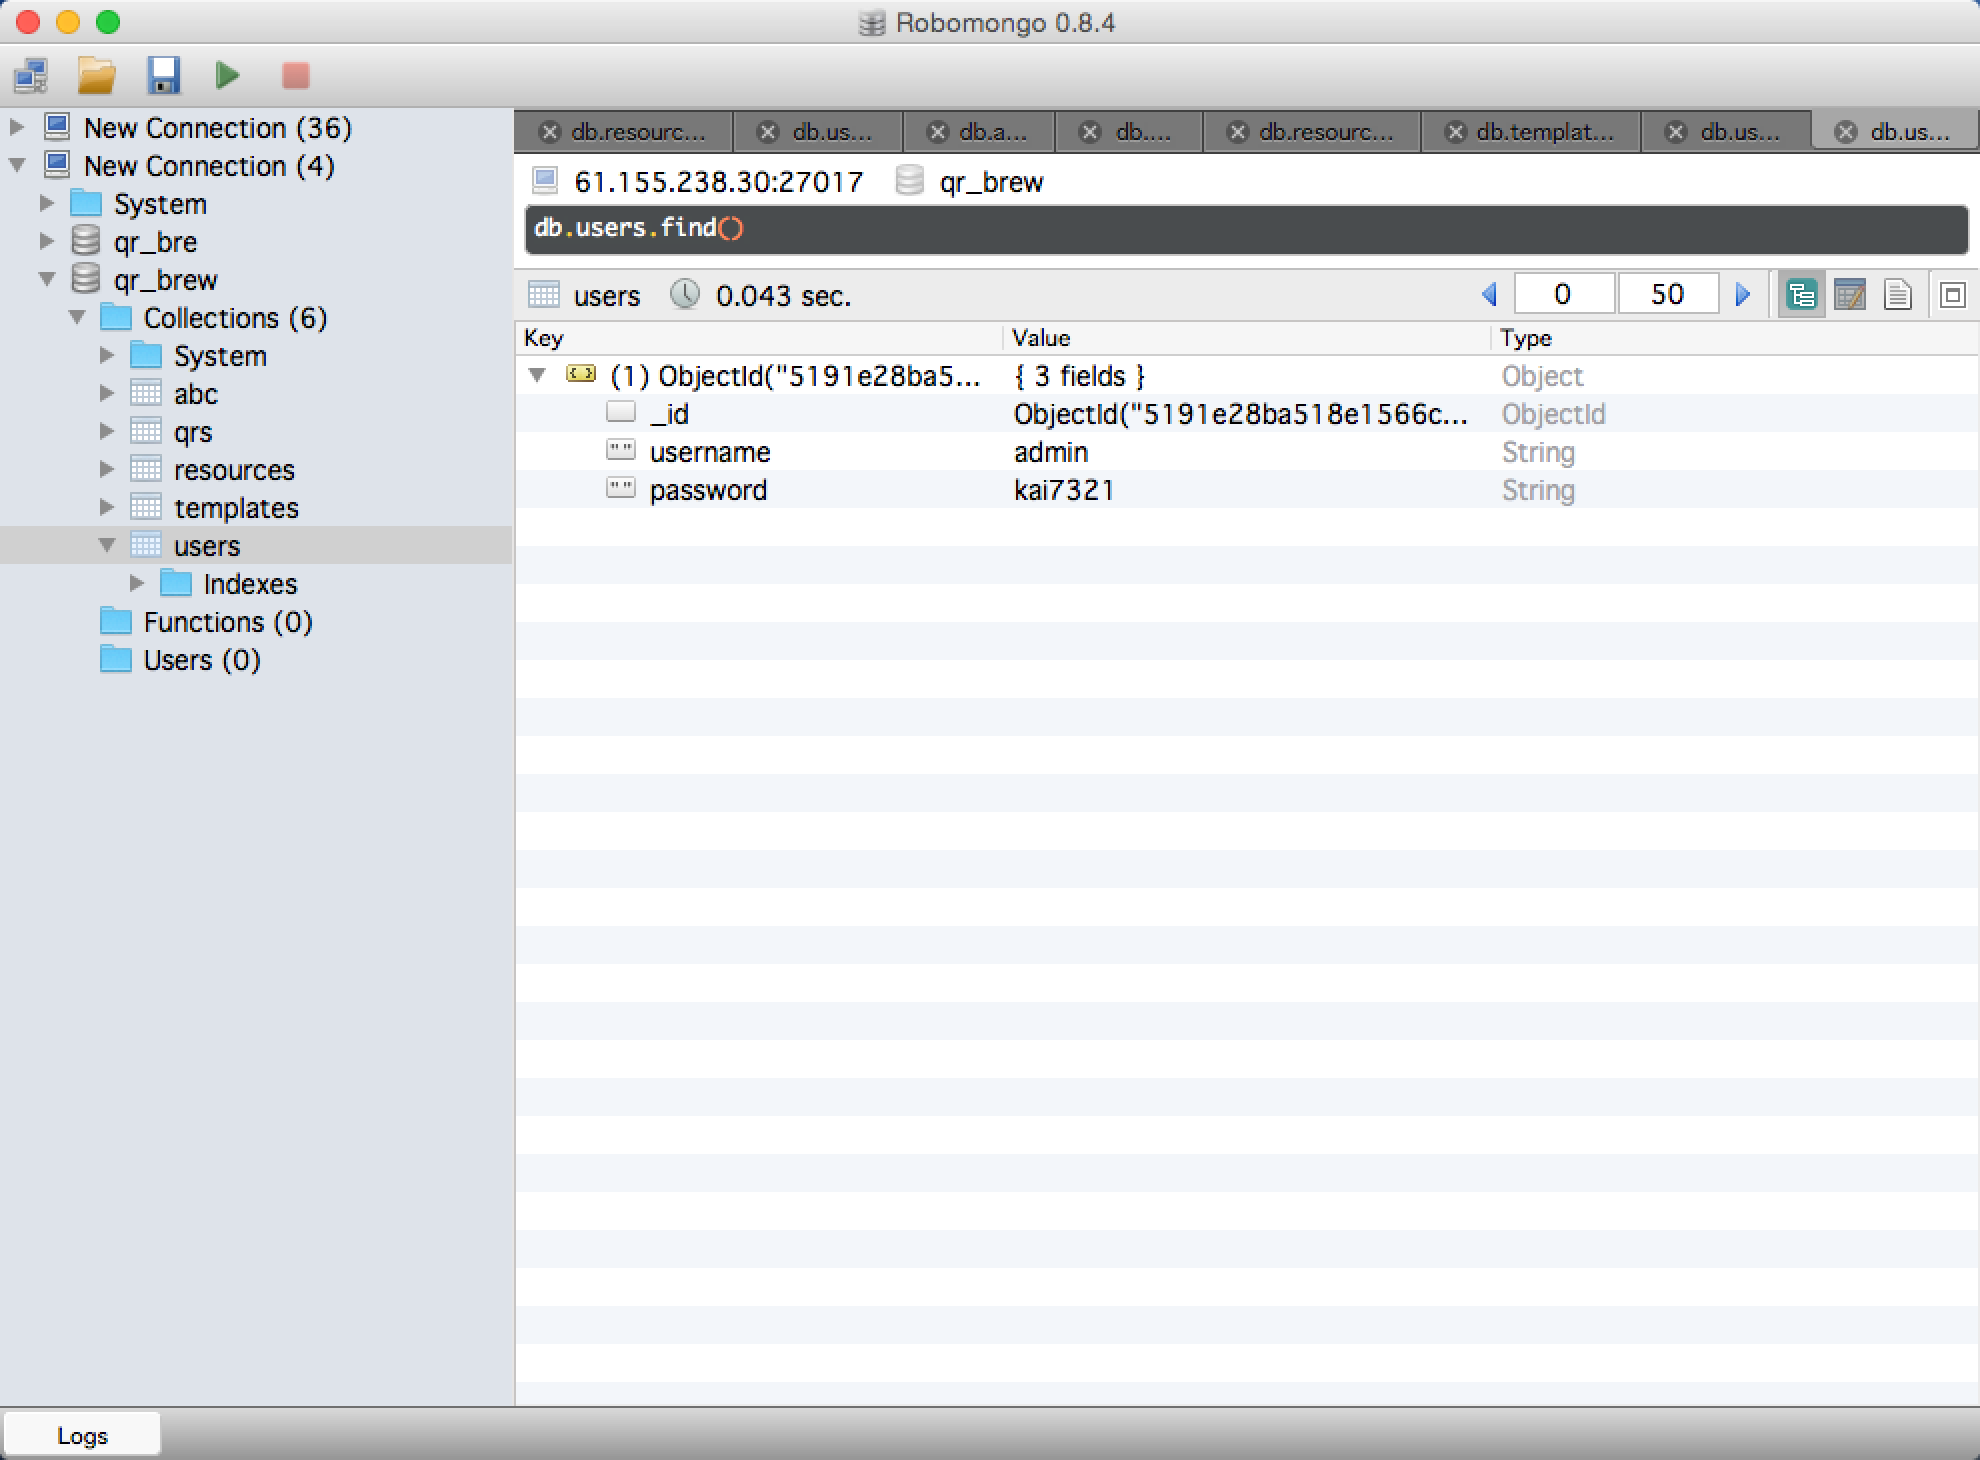 Robomongo 0.8.4
New Connection (36)
New Connection (4)
System
qr_bre
qr_brew
Collections (6)
System
abc
qrs
resources
templates
users
Indexes
Functions (0)
Users (0)
db.resourc... db.us... db.a... db.... db.resourc... db.templat... db.us... db.us...
61.155.238.30:27017 qr_brew
db.users.find()
users 0.043 sec. 0 50
Key Value Type
(1) ObjectId("5191e28ba5... { 3 fields } Object
_id ObjectId("5191e28ba518e1566c... ObjectId
username admin String
password kai7321 String
Logs